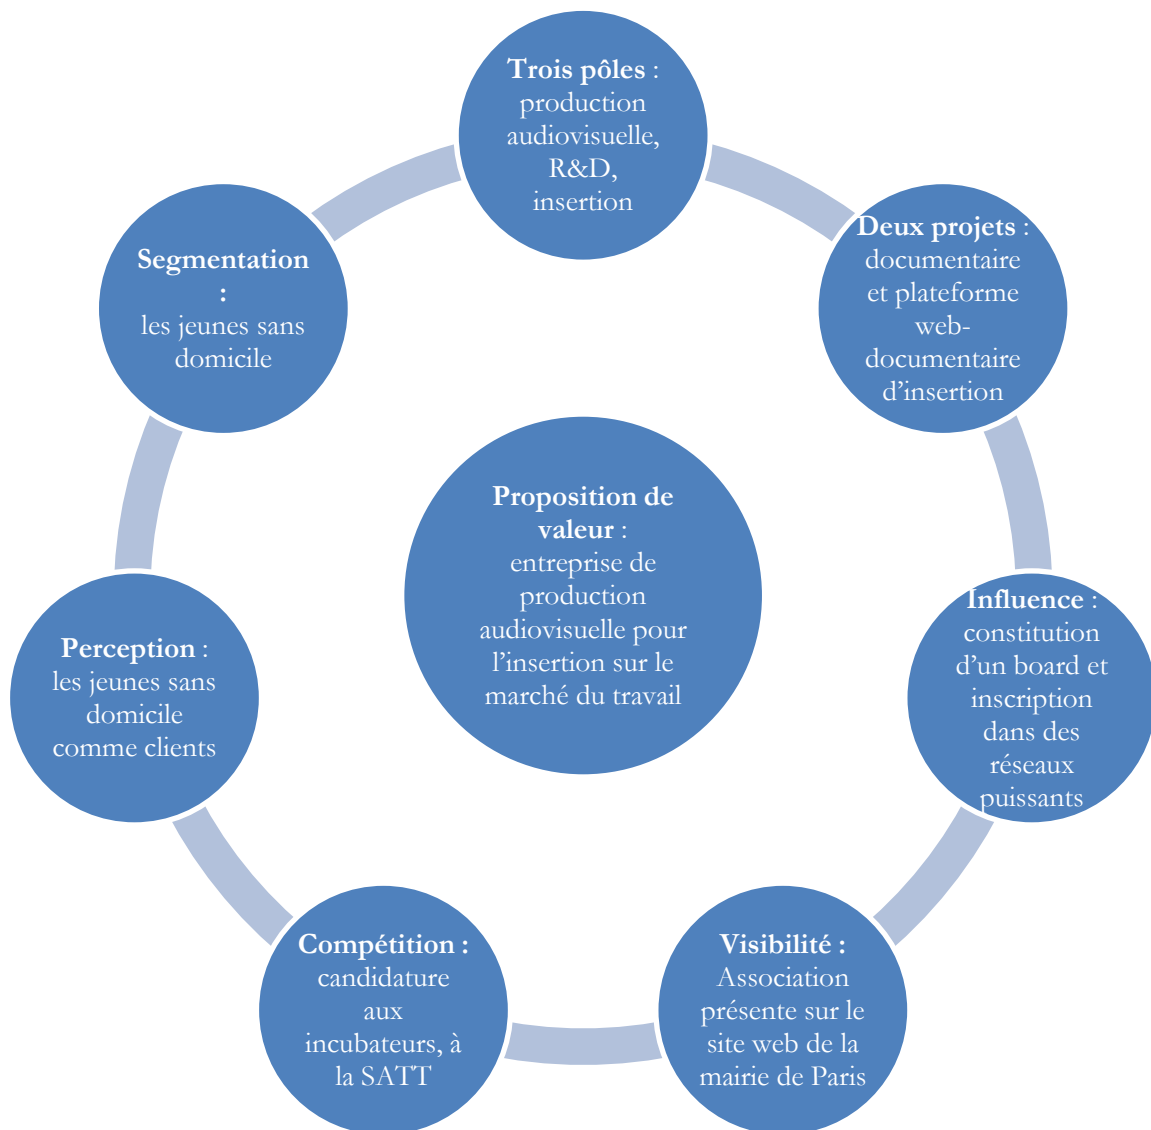 Trois pôles :
production
audiovisuelle,
R&D,
insertion
Deux projets :
documentaire
et plateforme
web-
documentaire
d'insertion
Influence :
constitution
d'un board et
inscription
dans des
réseaux
puissants
Visibilité :
Association
présente sur le
site web de la
mairie de Paris
Compétition :
candidature
aux
incubateurs, à
la SATT
Perception :
les jeunes sans
domicile
comme clients
Segmentation
:
les jeunes sans
domicile
Proposition de
valeur :
entreprise de
production
audiovisuelle pour
l'insertion sur le
marché du travail